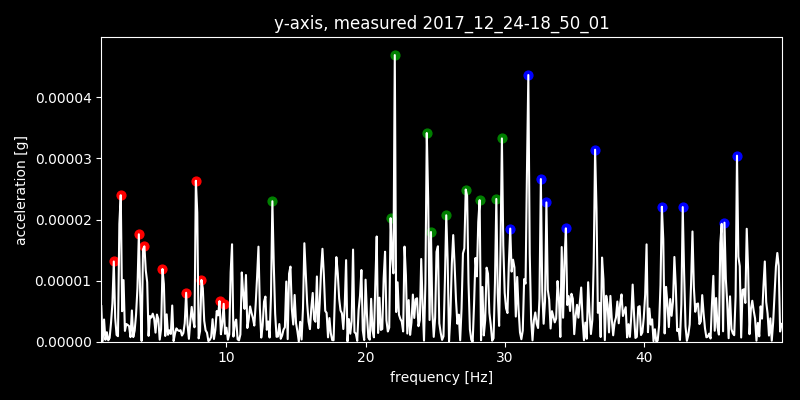 y-axis, measured 2017_12_24-18_50_01
0.00004
0.00003
0.00002
0.00001
0.00000
acceleration [g]
10 20 30 40
frequency [Hz]